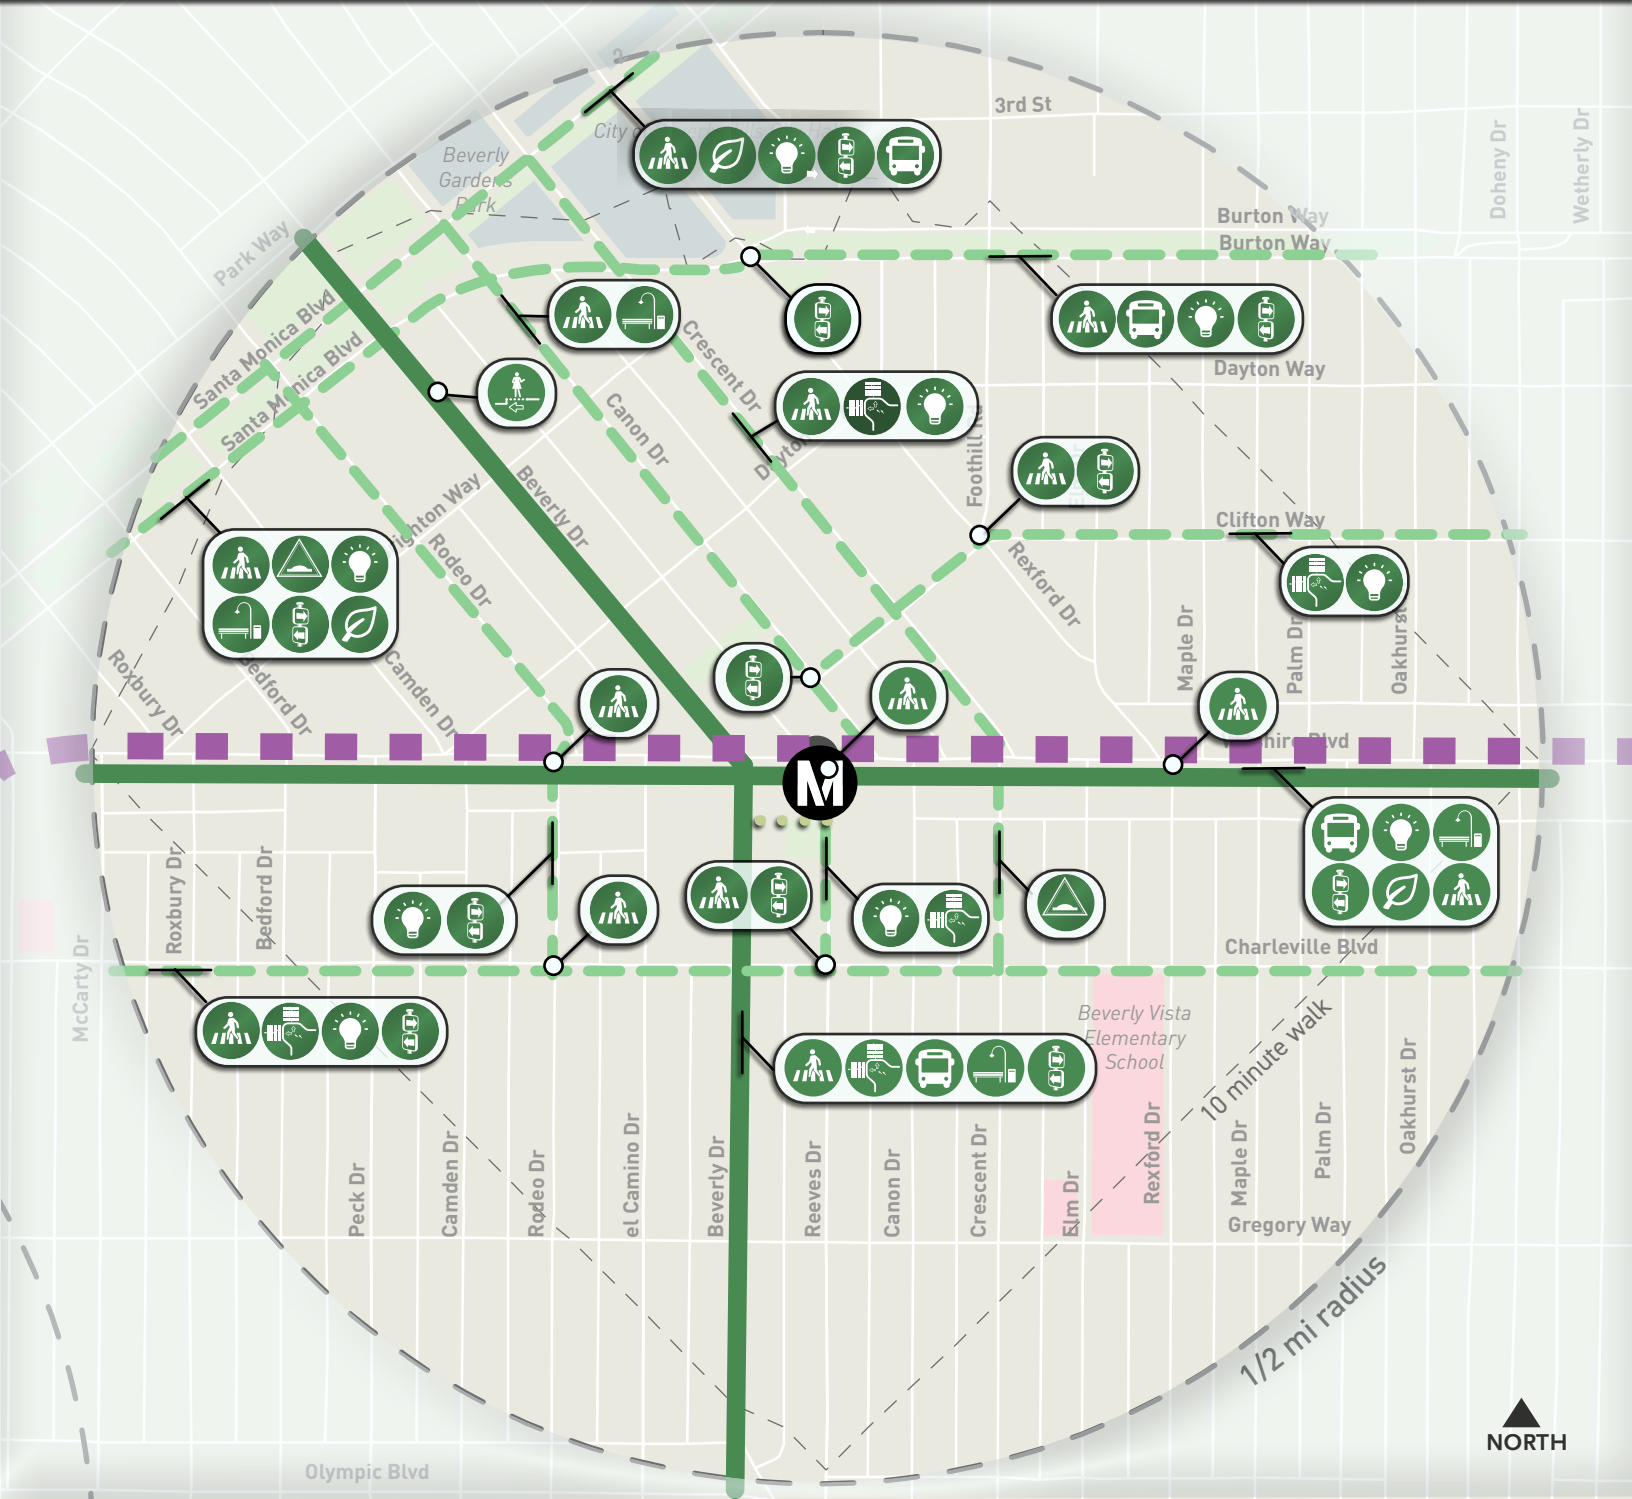 2
3rd St
City
Beverly
Gardens
Park
Doheny Dr
Wetherly Dr
Burton Way
Burton Way
Park Way
Santa Monica Blvd
Santa Monica Blvd
Crescent Dr
Dayton Way
Canon Dr
Foothill Rd
Beverly Dr
Clifton Way
Rodeo Dr
Rexford Dr
Maple Dr
Palm Dr
Oakhurst
Roxbury Dr
Bedford Dr
Camden Dr
M
Roxbury Dr
Bedford Dr
McCarty Dr
Charleville Blvd
Beverly Vista
Elementary
School
10 minute walk
Peck Dr
Camden Dr
Rodeo Dr
el Camino Dr
Beverly Dr
Reeves Dr
Canon Dr
Crescent Dr
Elm Dr
Rexford Dr
Maple Dr
Palm Dr
Oakhurst Dr
Gregory Way
1/2 mi radius
NORTH
Olympic Blvd